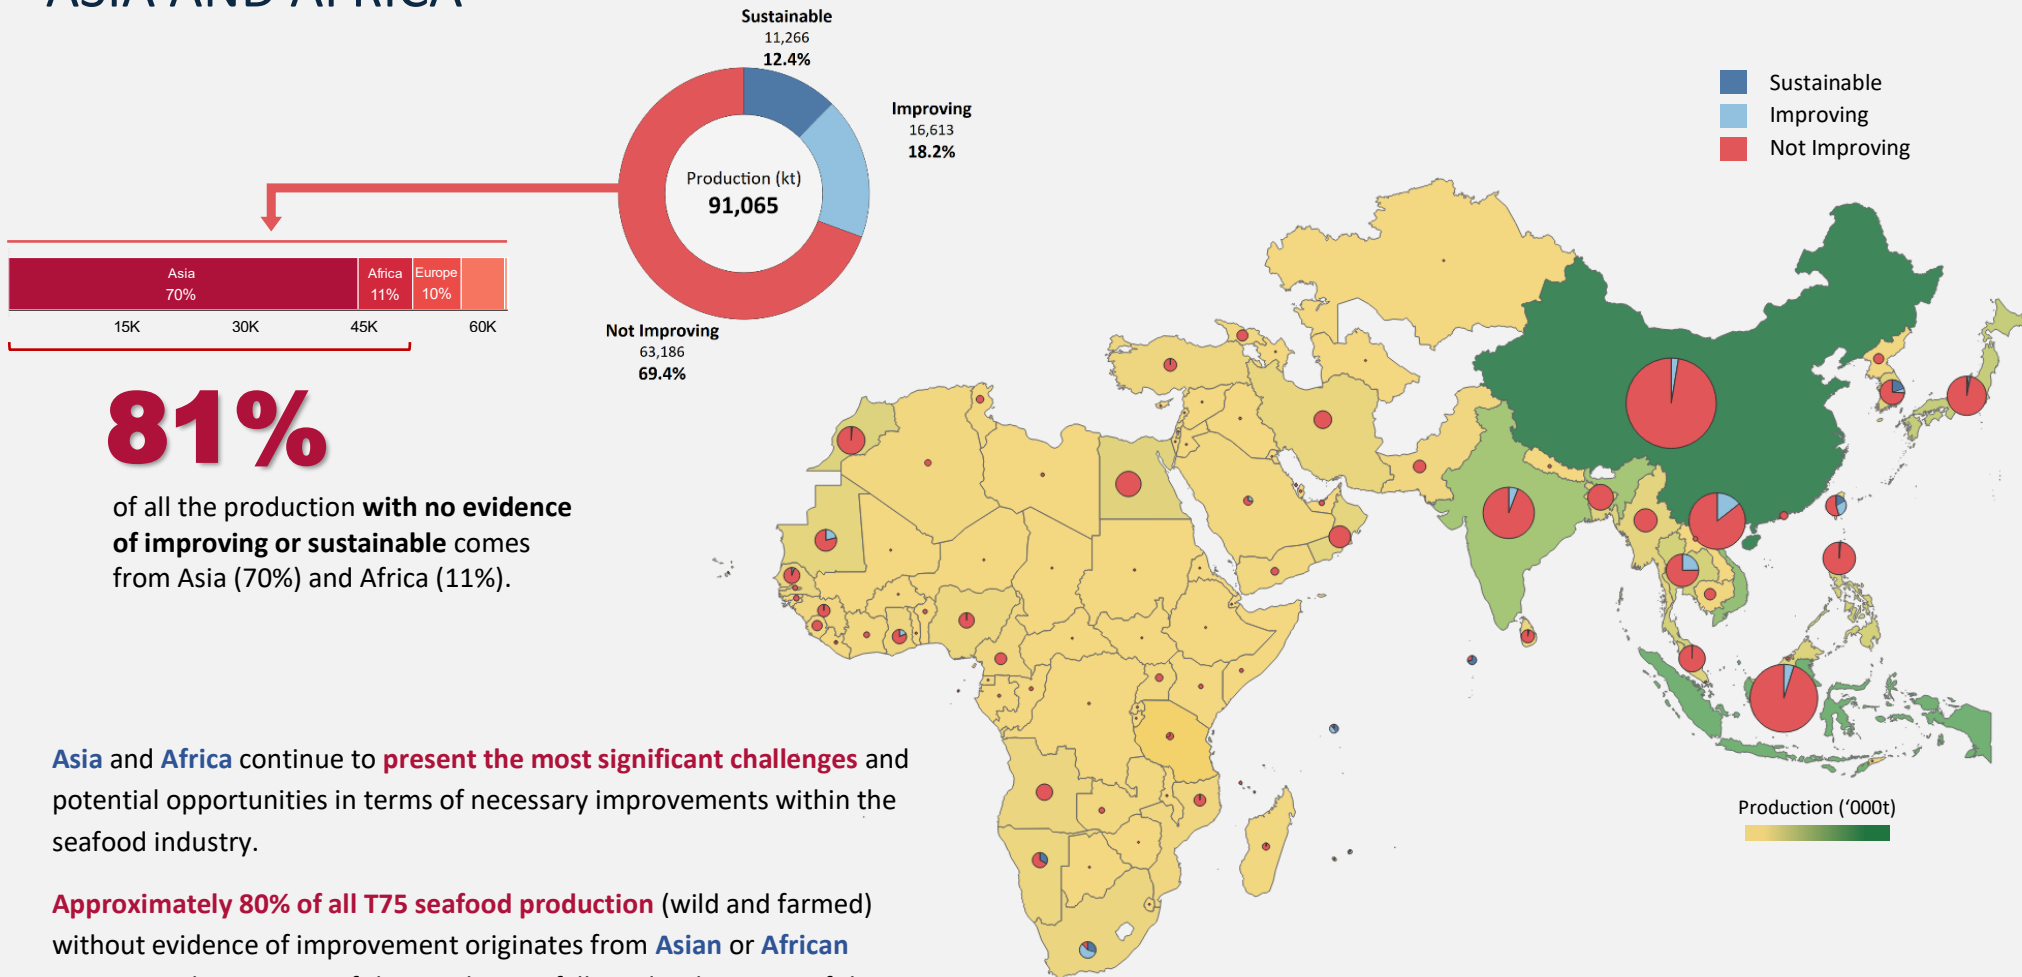 ASIA AND AFRICA
Sustainable
11,266
12.4%
Improving
16,613
18.2%
Production (kt)
91,065
Not Improving
63,186
69.4%
Sustainable
Improving
Not Improving
Asia
70%
Africa
11%
Europe
10%
15K
30K
45K
60K
81%
of all the production with no evidence
of improving or sustainable comes
from Asia (70%) and Africa (11%).
Asia and Africa continue to present the most significant challenges and
potential opportunities in terms of necessary improvements within the
seafood industry.
Approximately 80% of all T75 seafood production (wild and farmed)
without evidence of improvement originates from Asian or African
Production (‘000t)